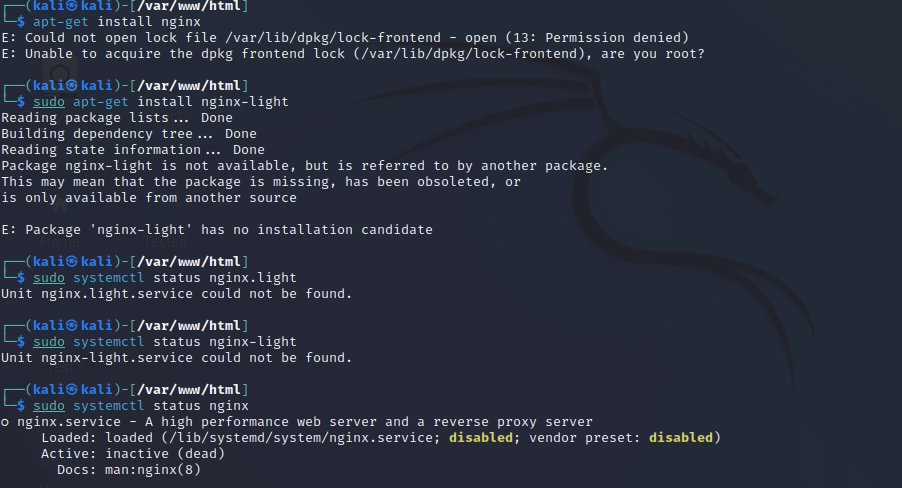 ┌──(kali㉿kali)-[/var/www/html]
└─$ apt-get install nginx
E: Could not open lock file /var/lib/dpkg/lock-frontend - open (13: Permission denied)
E: Unable to acquire the dpkg frontend lock (/var/lib/dpkg/lock-frontend), are you root?
┌──(kali㉿kali)-[/var/www/html]
└─$ sudo apt-get install nginx-light
Reading package lists... Done
Building dependency tree... Done
Reading state information... Done
Package nginx-light is not available, but is referred to by another package.
This may mean that the package is missing, has been obsoleted, or
is only available from another source
E: Package 'nginx-light' has no installation candidate
┌──(kali㉿kali)-[/var/www/html]
└─$ sudo systemctl status nginx.light
Unit nginx.light.service could not be found.
┌──(kali㉿kali)-[/var/www/html]
└─$ sudo systemctl status nginx-light
Unit nginx-light.service could not be found.
┌──(kali㉿kali)-[/var/www/html]
└─$ sudo systemctl status nginx
○ nginx.service - A high performance web server and a reverse proxy server
Loaded: loaded (/lib/systemd/system/nginx.service; disabled; vendor preset: disabled)
Active: inactive (dead)
Docs: man:nginx(8)